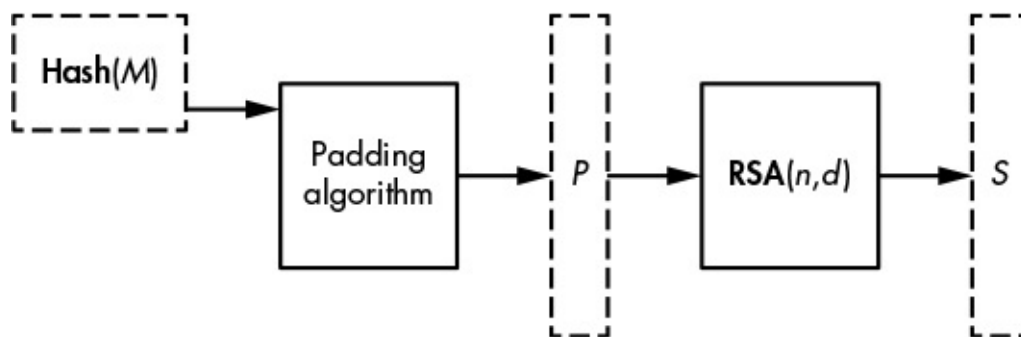 Hash(M)
Padding
algorithm
P
RSA(n,d)
S